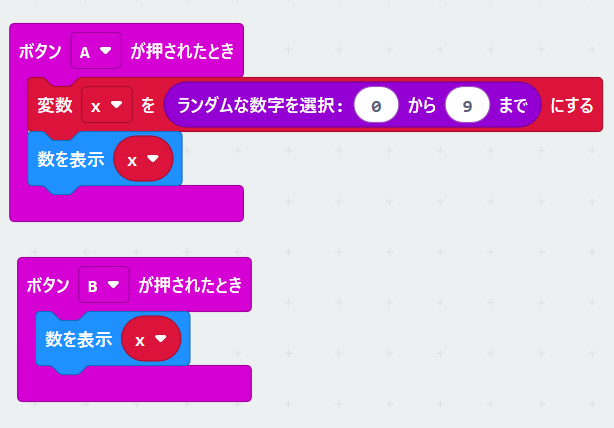 ボタン A が押されたとき
変数 x を ランダムな数字を選択: 0 から 9 まで にする
数を表示 x
ボタン B が押されたとき
数を表示 x